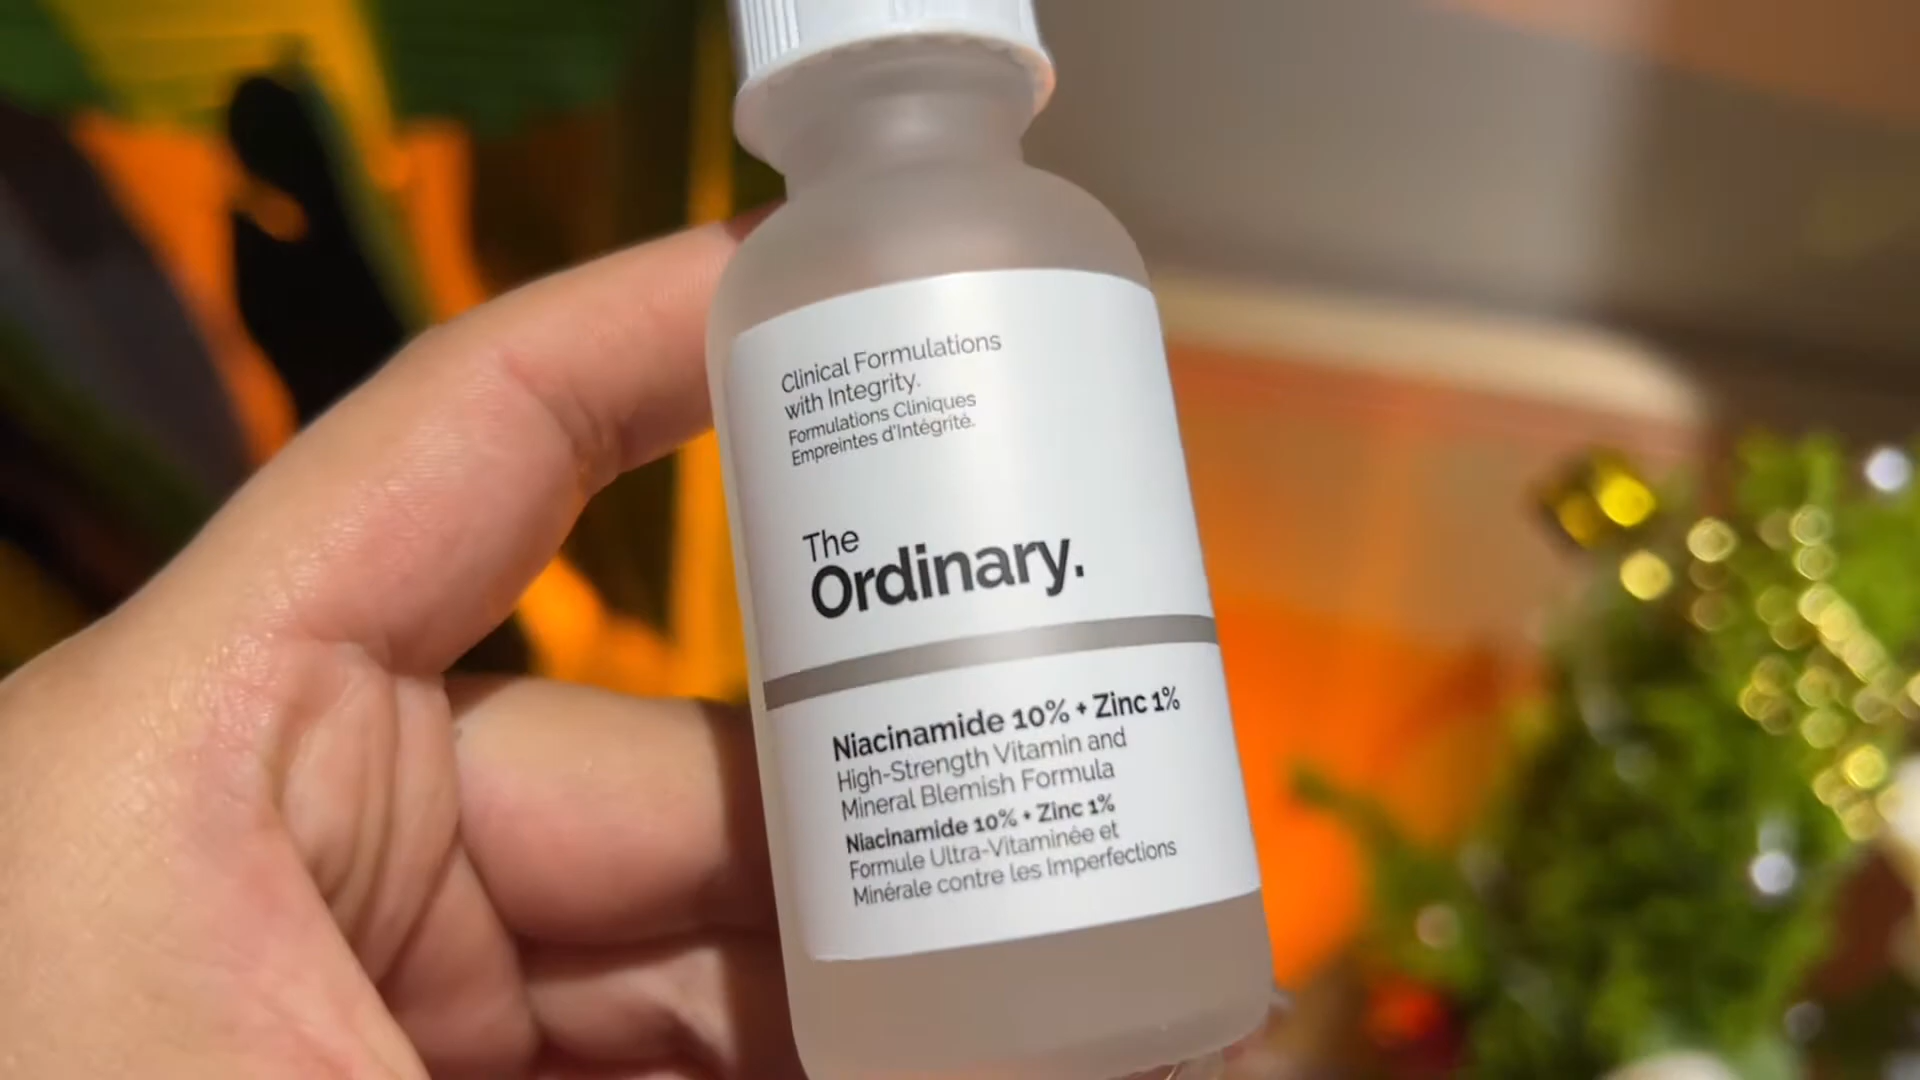 Clinical Formulations
with Integrity.
Formulations Cliniques
Empreintes d'Intégrité.
The
Ordinary.
Niacinamide 10% + Zinc 1%
High-Strength Vitamin and
Mineral Blemish Formula
Niacinamide 10% + Zinc 1%
Formule Ultra-Vitaminée et
Minérale contre les Imperfections